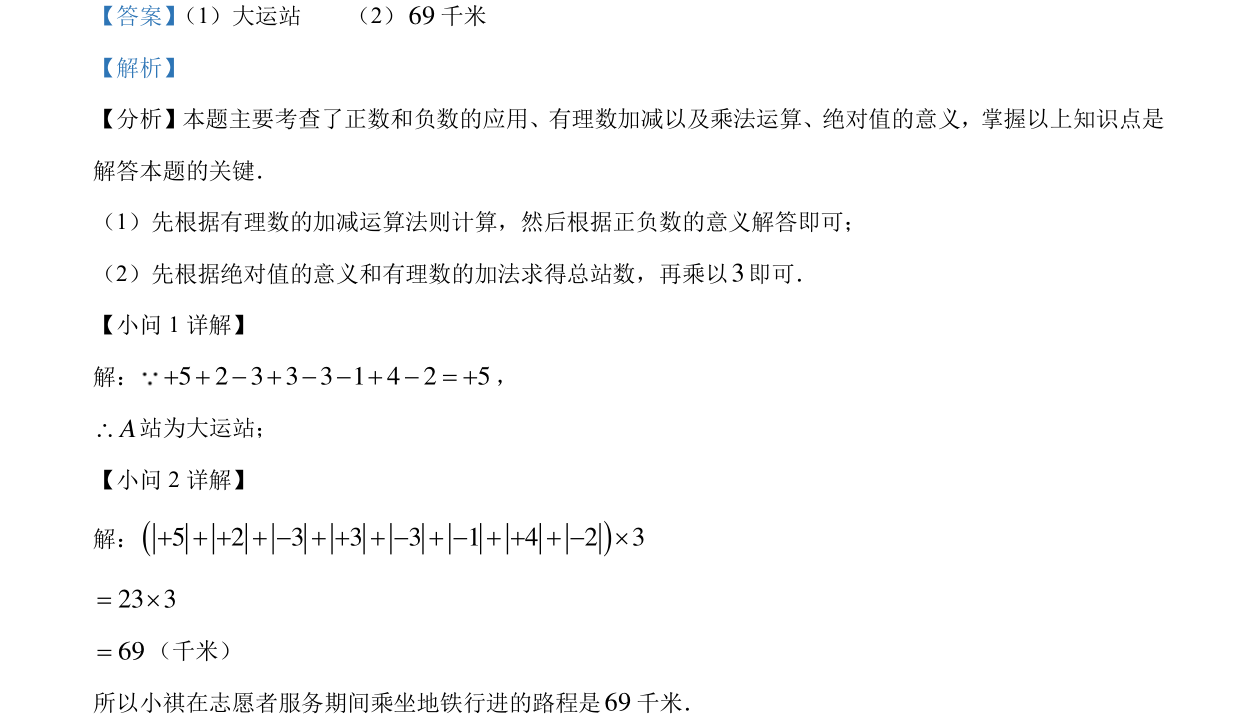 【答案】（1）大运站 （2）69 千米
【解析】
【分析】本题主要考查了正数和负数的应用、有理数加减以及乘法运算、绝对值的意义，掌握以上知识点是
解答本题的关键．
（1）先根据有理数的加减运算法则计算，然后根据正负数的意义解答即可；
（2）先根据绝对值的意义和有理数的加法求得总站数，再乘以 3 即可．
【小问 1 详解】
解：∵ +5+2−3+3−3−1+4−2=+5，
∴ A 站为大运站；
【小问 2 详解】
解：(|+5|+|+2|+|−3|+|+3|+|−3|+|−1|+|+4|+|−2|)×3
=23×3
=69（千米）
所以小祺在志愿者服务期间乘坐地铁行进的路程是 69 千米．